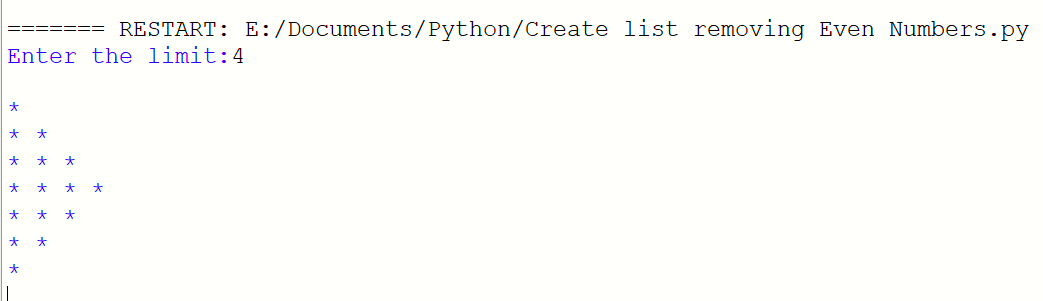 ======= RESTART: E:/Documents/Python/Create list removing Even Numbers.py
Enter the limit:4
*
* *
* * *
* * * *
* * *
* *
*